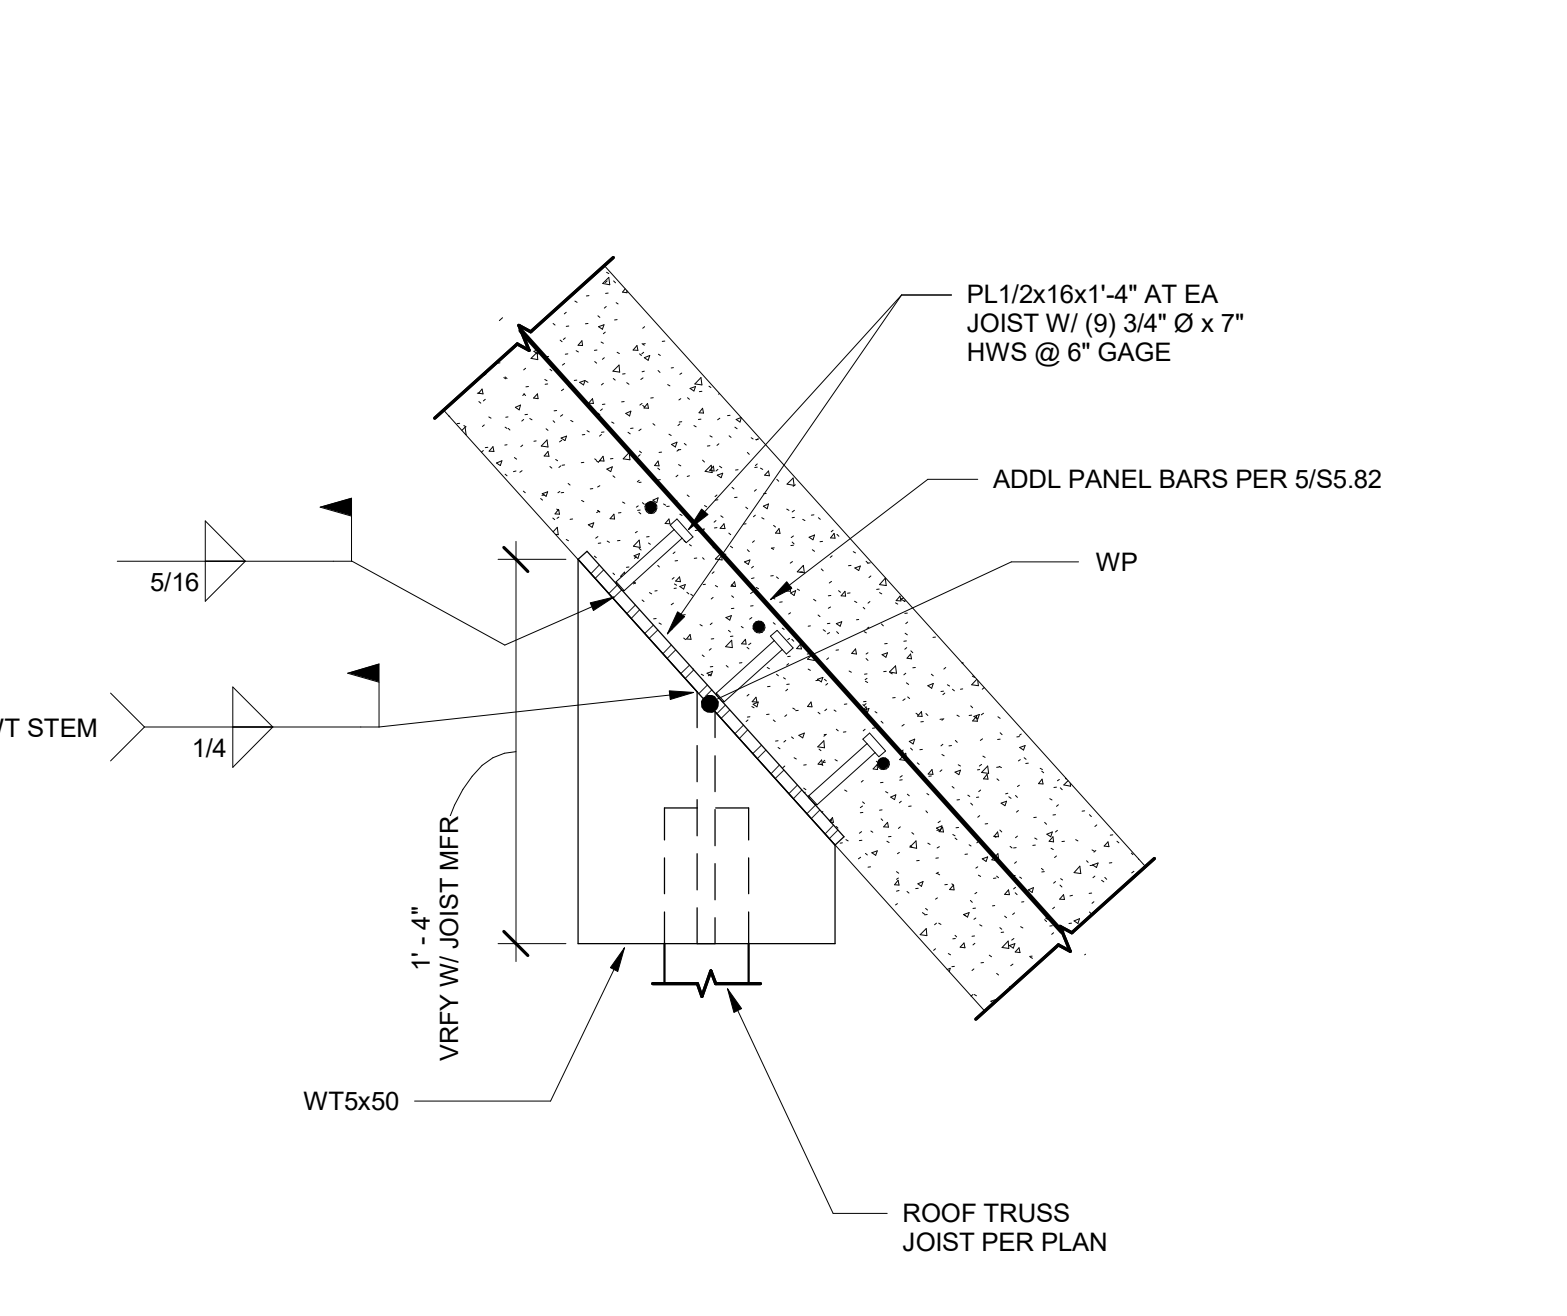 PL1/2x16x1'-4" AT EA
JOIST W/ (9) 3/4" Ø x 7"
HWS @ 6" GAGE
ADDL PANEL BARS PER 5/S5.82
WP
5/16
STEM
1/4
1' - 4"
VRFY W/ JOIST MFR
WT5x50
ROOF TRUSS
JOIST PER PLAN